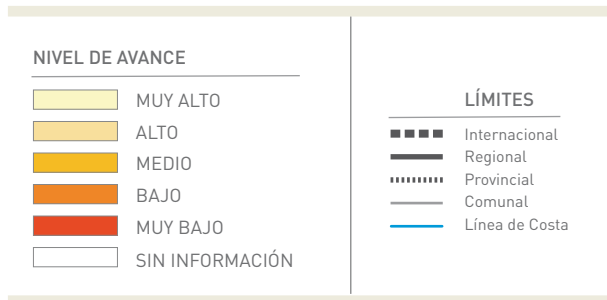 NIVEL DE AVANCE
MUY ALTO
ALTO
MEDIO
BAJO
MUY BAJO
SIN INFORMACIÓN
LÍMITES
Internacional
Regional
Provincial
Comunal
Línea de Costa